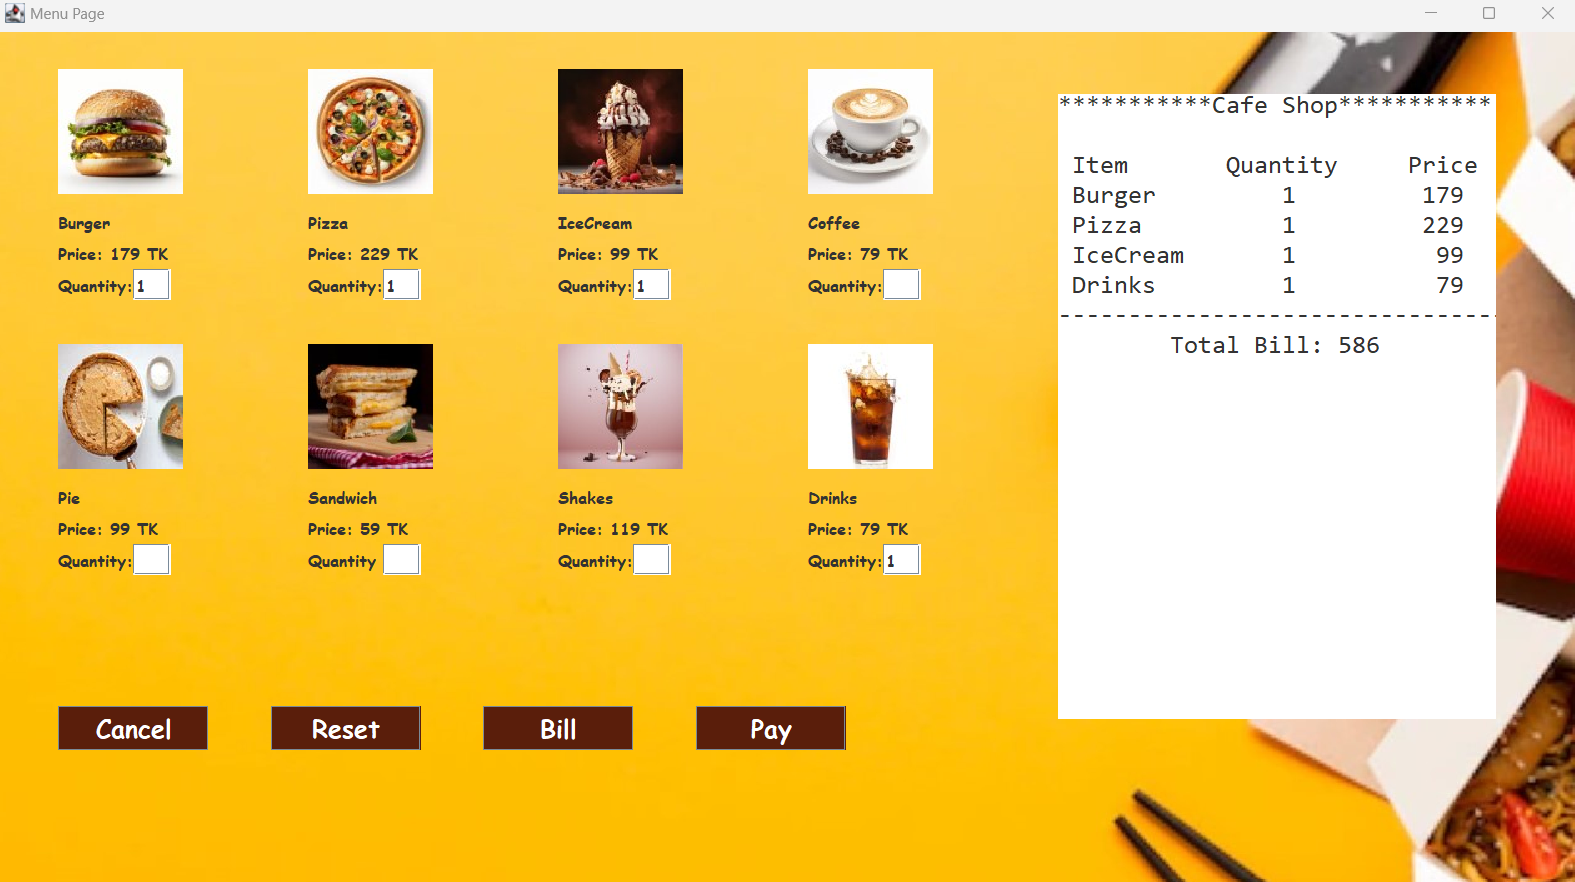 Menu Page
Burger
Price: 179 TK
Quantity: 1
Pizza
Price: 229 TK
Quantity: 1
IceCream
Price: 99 TK
Quantity: 1
Coffee
Price: 79 TK
Quantity:
Pie
Price: 99 TK
Quantity:
Sandwich
Price: 59 TK
Quantity
Shakes
Price: 119 TK
Quantity:
Drinks
Price: 79 TK
Quantity: 1
Cancel Reset Bill Pay
***********Cafe Shop***********
Item Quantity Price
Burger 1 179
Pizza 1 229
IceCream 1 99
Drinks 1 79
-------------------------------
Total Bill: 586